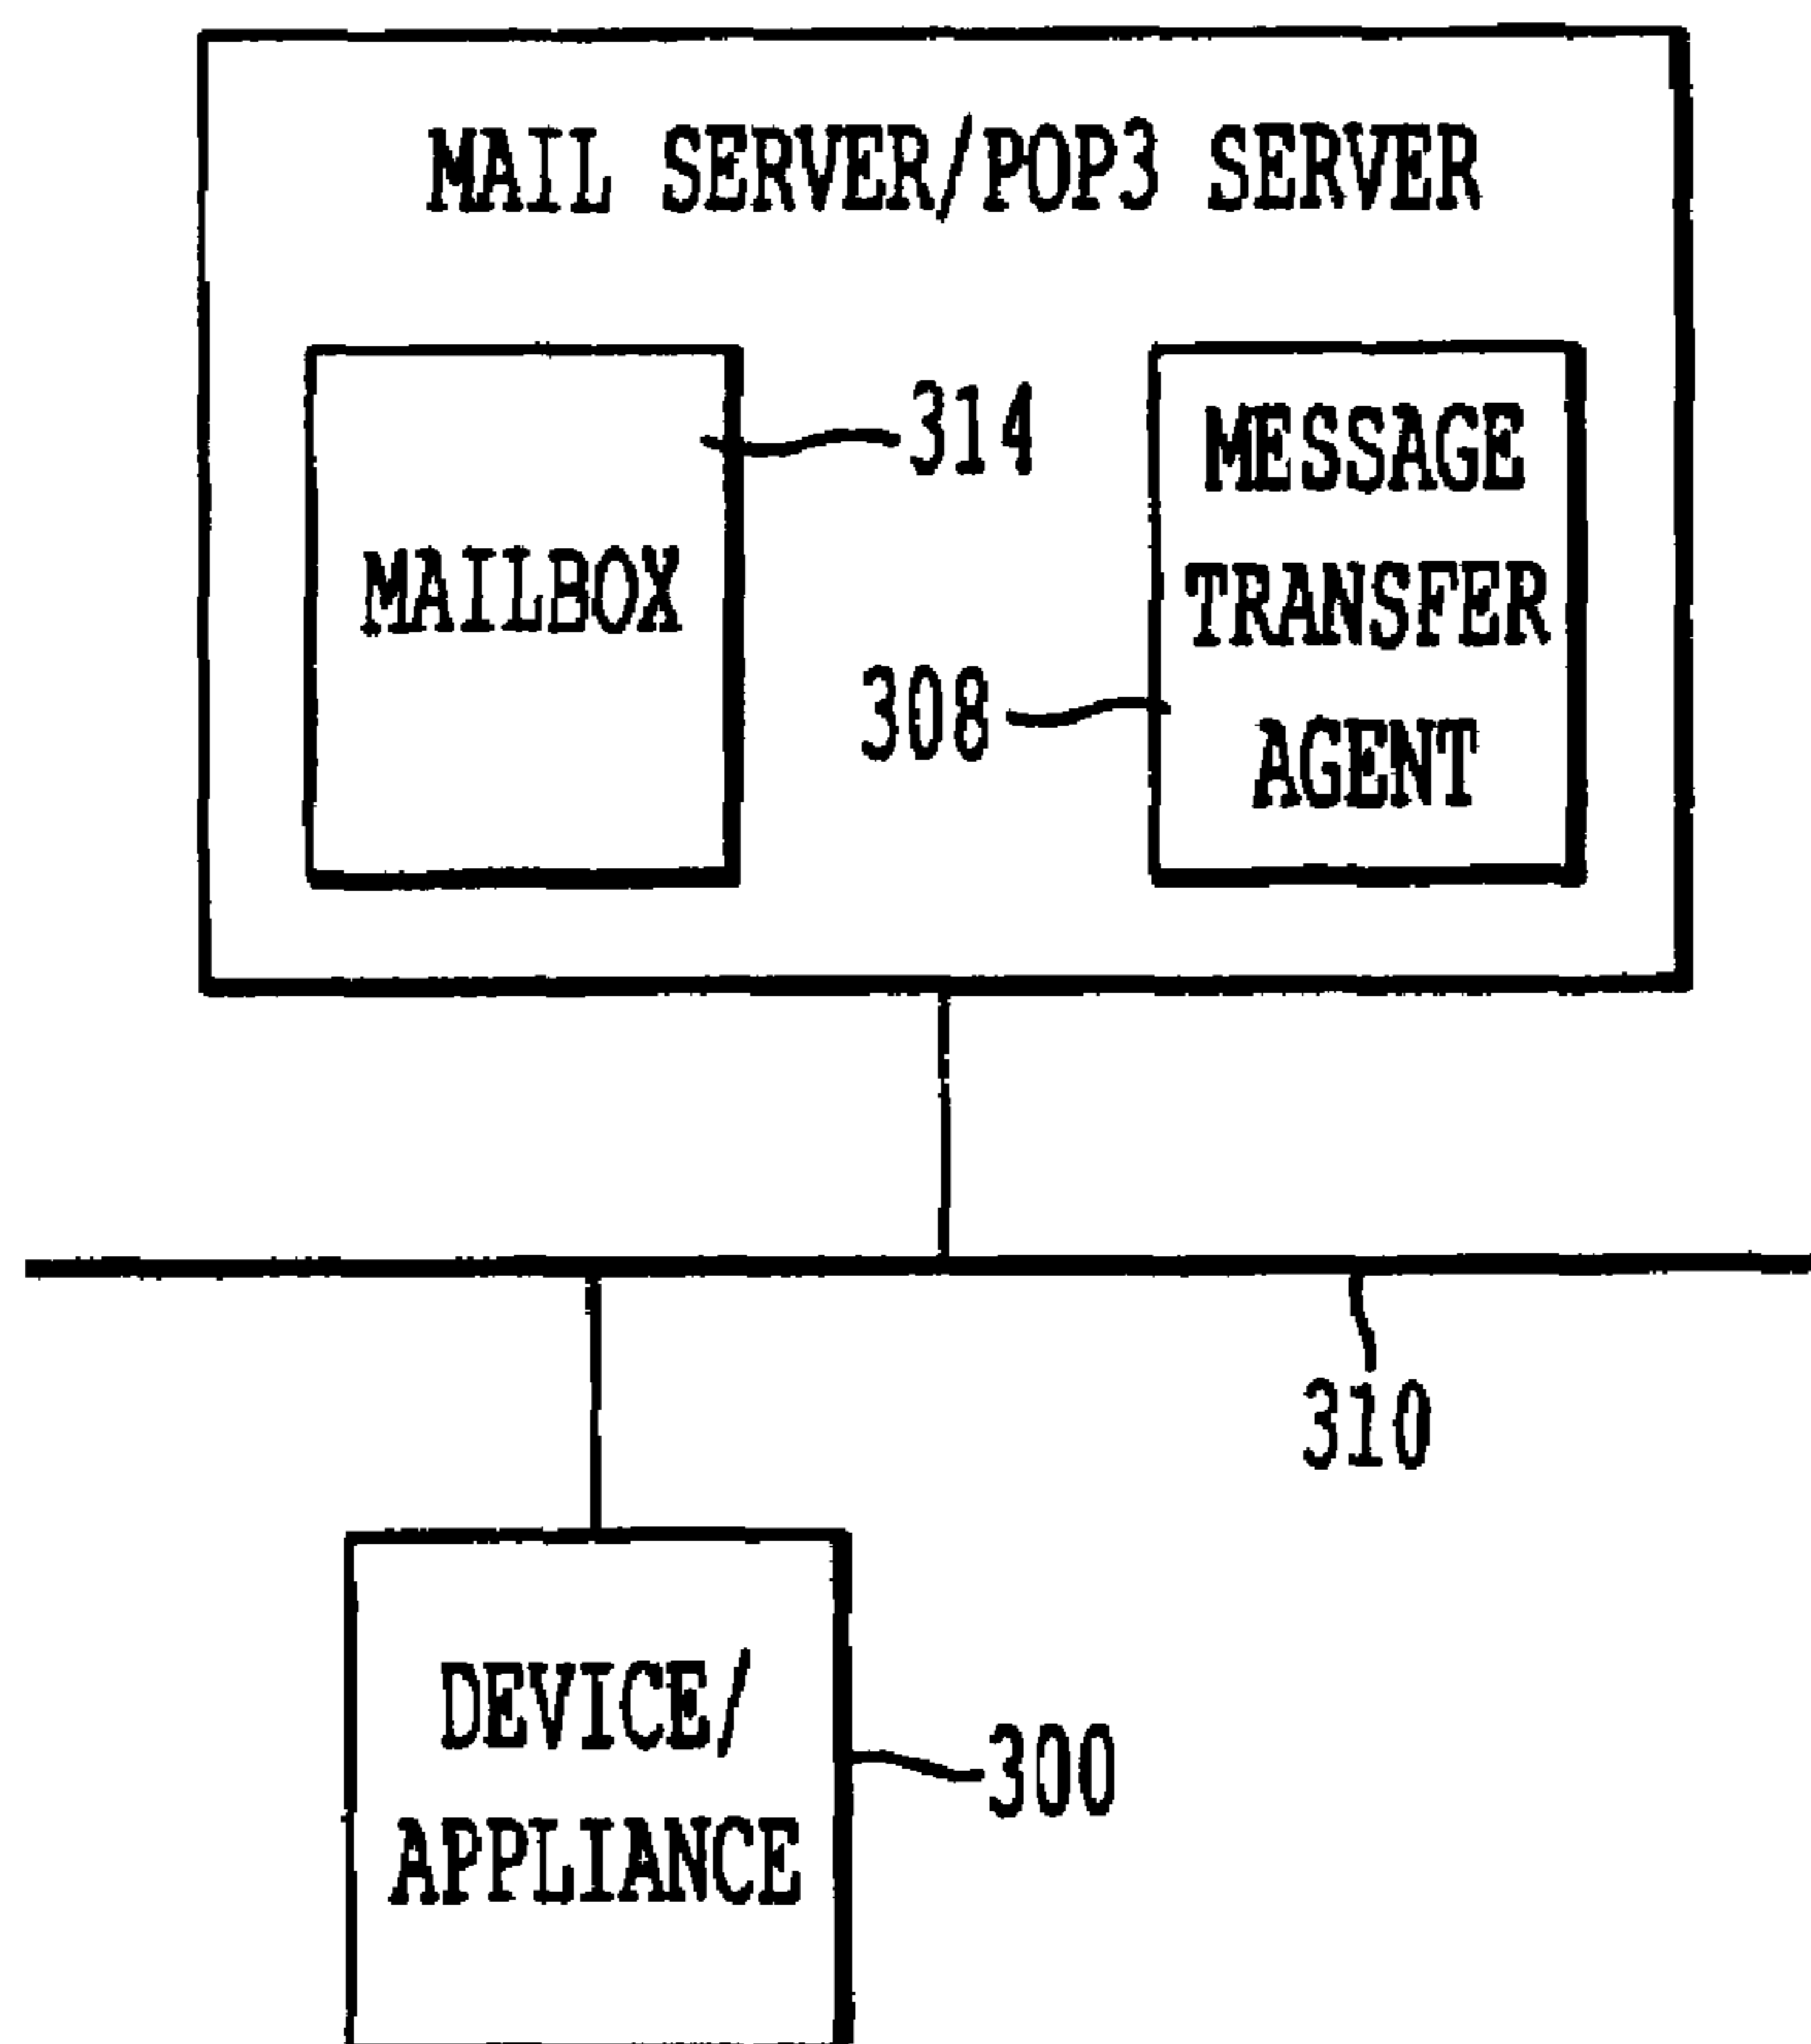 MAIL SERVER/POP3 SERVER
314
MAILBOX
MESSAGE
TRANSFER
AGENT
308
310
DEVICE/
APPLIANCE
300